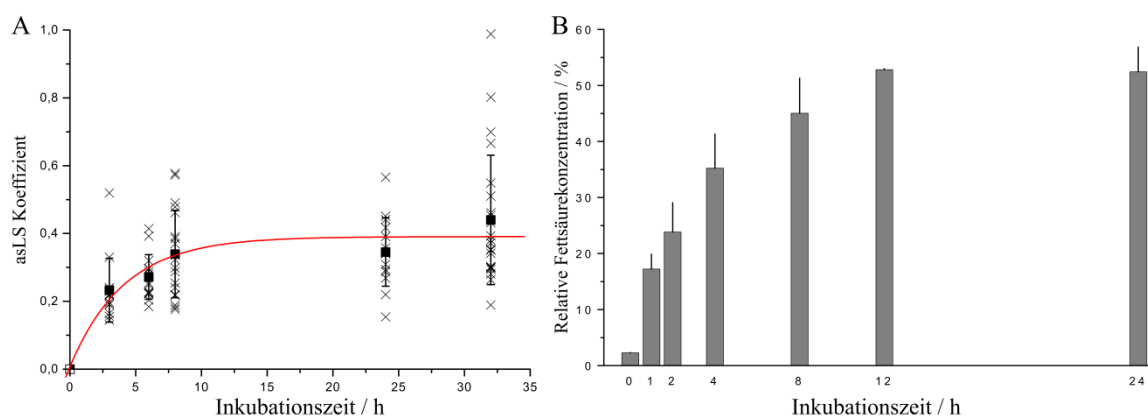 A
asLS Koeffizient
1,0
0,8
0,6
0,4
0,2
0,0
0 5 10 15 20 25 30 35
Inkubationszeit / h
B
Relative Fettsäurekonzentration / %
60
50
40
30
20
10
0
0 1 2 4 8 12 24
Inkubationszeit / h